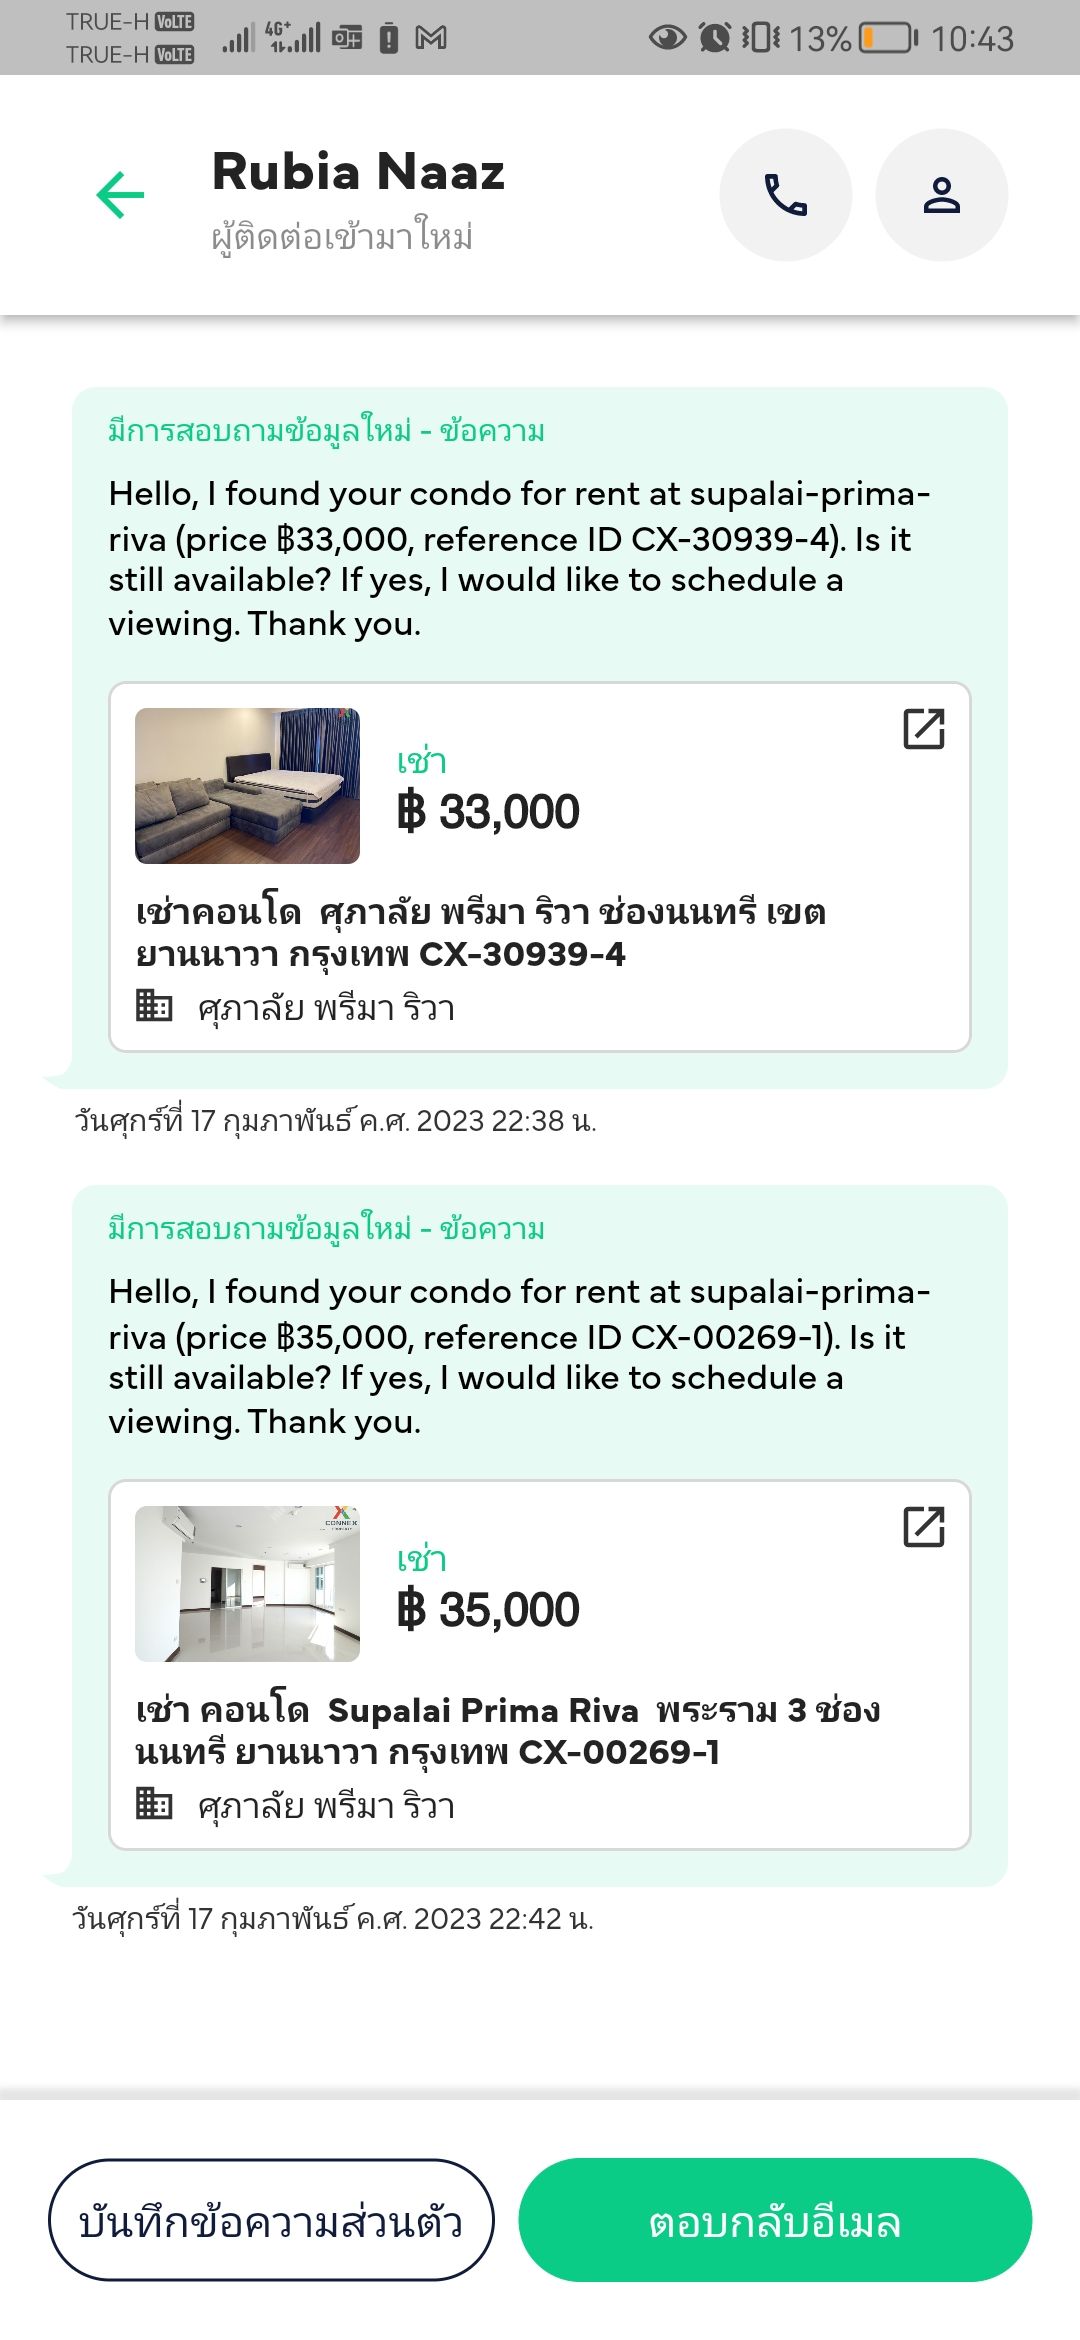 TRUE-H VoLTE
TRUE-H VoLTE
4G+
13%
10:43
Rubia Naaz
ผู้ติดต่อเข้ามาใหม่
มีการสอบถามข้อมูลใหม่ - ข้อความ
Hello, I found your condo for rent at supalai-prima-
riva (price ฿33,000, reference ID CX-30939-4). Is it
still available? If yes, I would like to schedule a
viewing. Thank you.
เช่า
฿ 33,000
เช่าคอนโด ศุภาลัย พรีมา ริวา ช่องนนทรี เขต
ยานนาวา กรุงเทพ CX-30939-4
ศุภาลัย พรีมา ริวา
วันศุกร์ที่ 17 กุมภาพันธ์ ค.ศ. 2023 22:38 น.
มีการสอบถามข้อมูลใหม่ - ข้อความ
Hello, I found your condo for rent at supalai-prima-
riva (price ฿35,000, reference ID CX-00269-1). Is it
still available? If yes, I would like to schedule a
viewing. Thank you.
CONNEX
PROPERTY
เช่า
฿ 35,000
เช่า คอนโด Supalai Prima Riva พระราม 3 ช่อง
นนทรี ยานนาวา กรุงเทพ CX-00269-1
ศุภาลัย พรีมา ริวา
วันศุกร์ที่ 17 กุมภาพันธ์ ค.ศ. 2023 22:42 น.
บันทึกข้อความส่วนตัว
ตอบกลับอีเมล